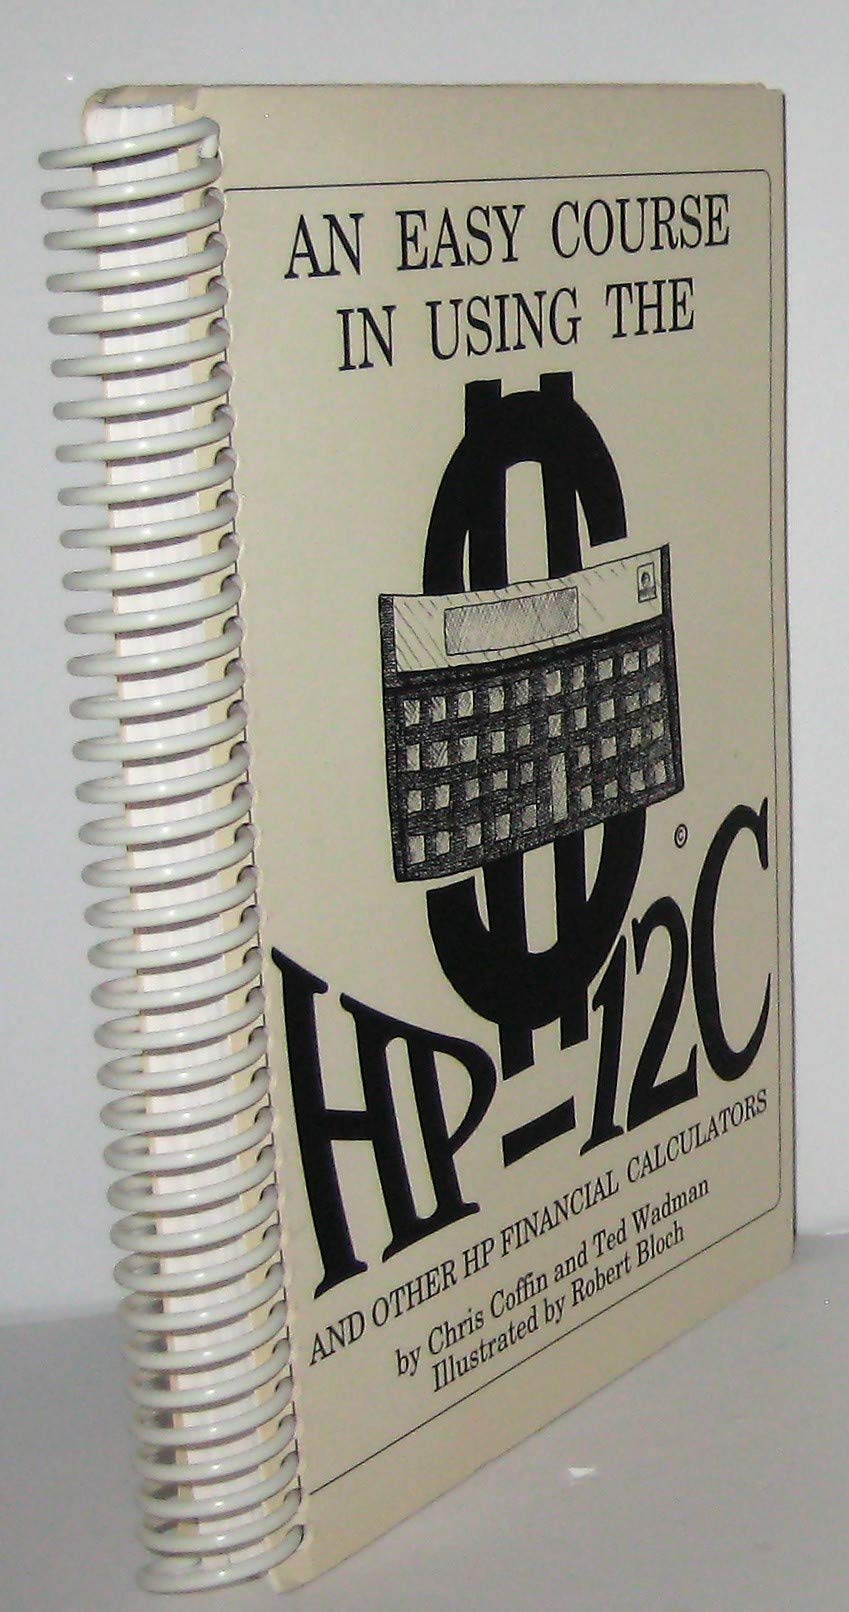 AN EASY COURSE
IN USING THE
©
HP-12C
AND OTHER HP FINANCIAL CALCULATORS
by Chris Coffin and Ted Wadman
Illustrated by Robert Bloch